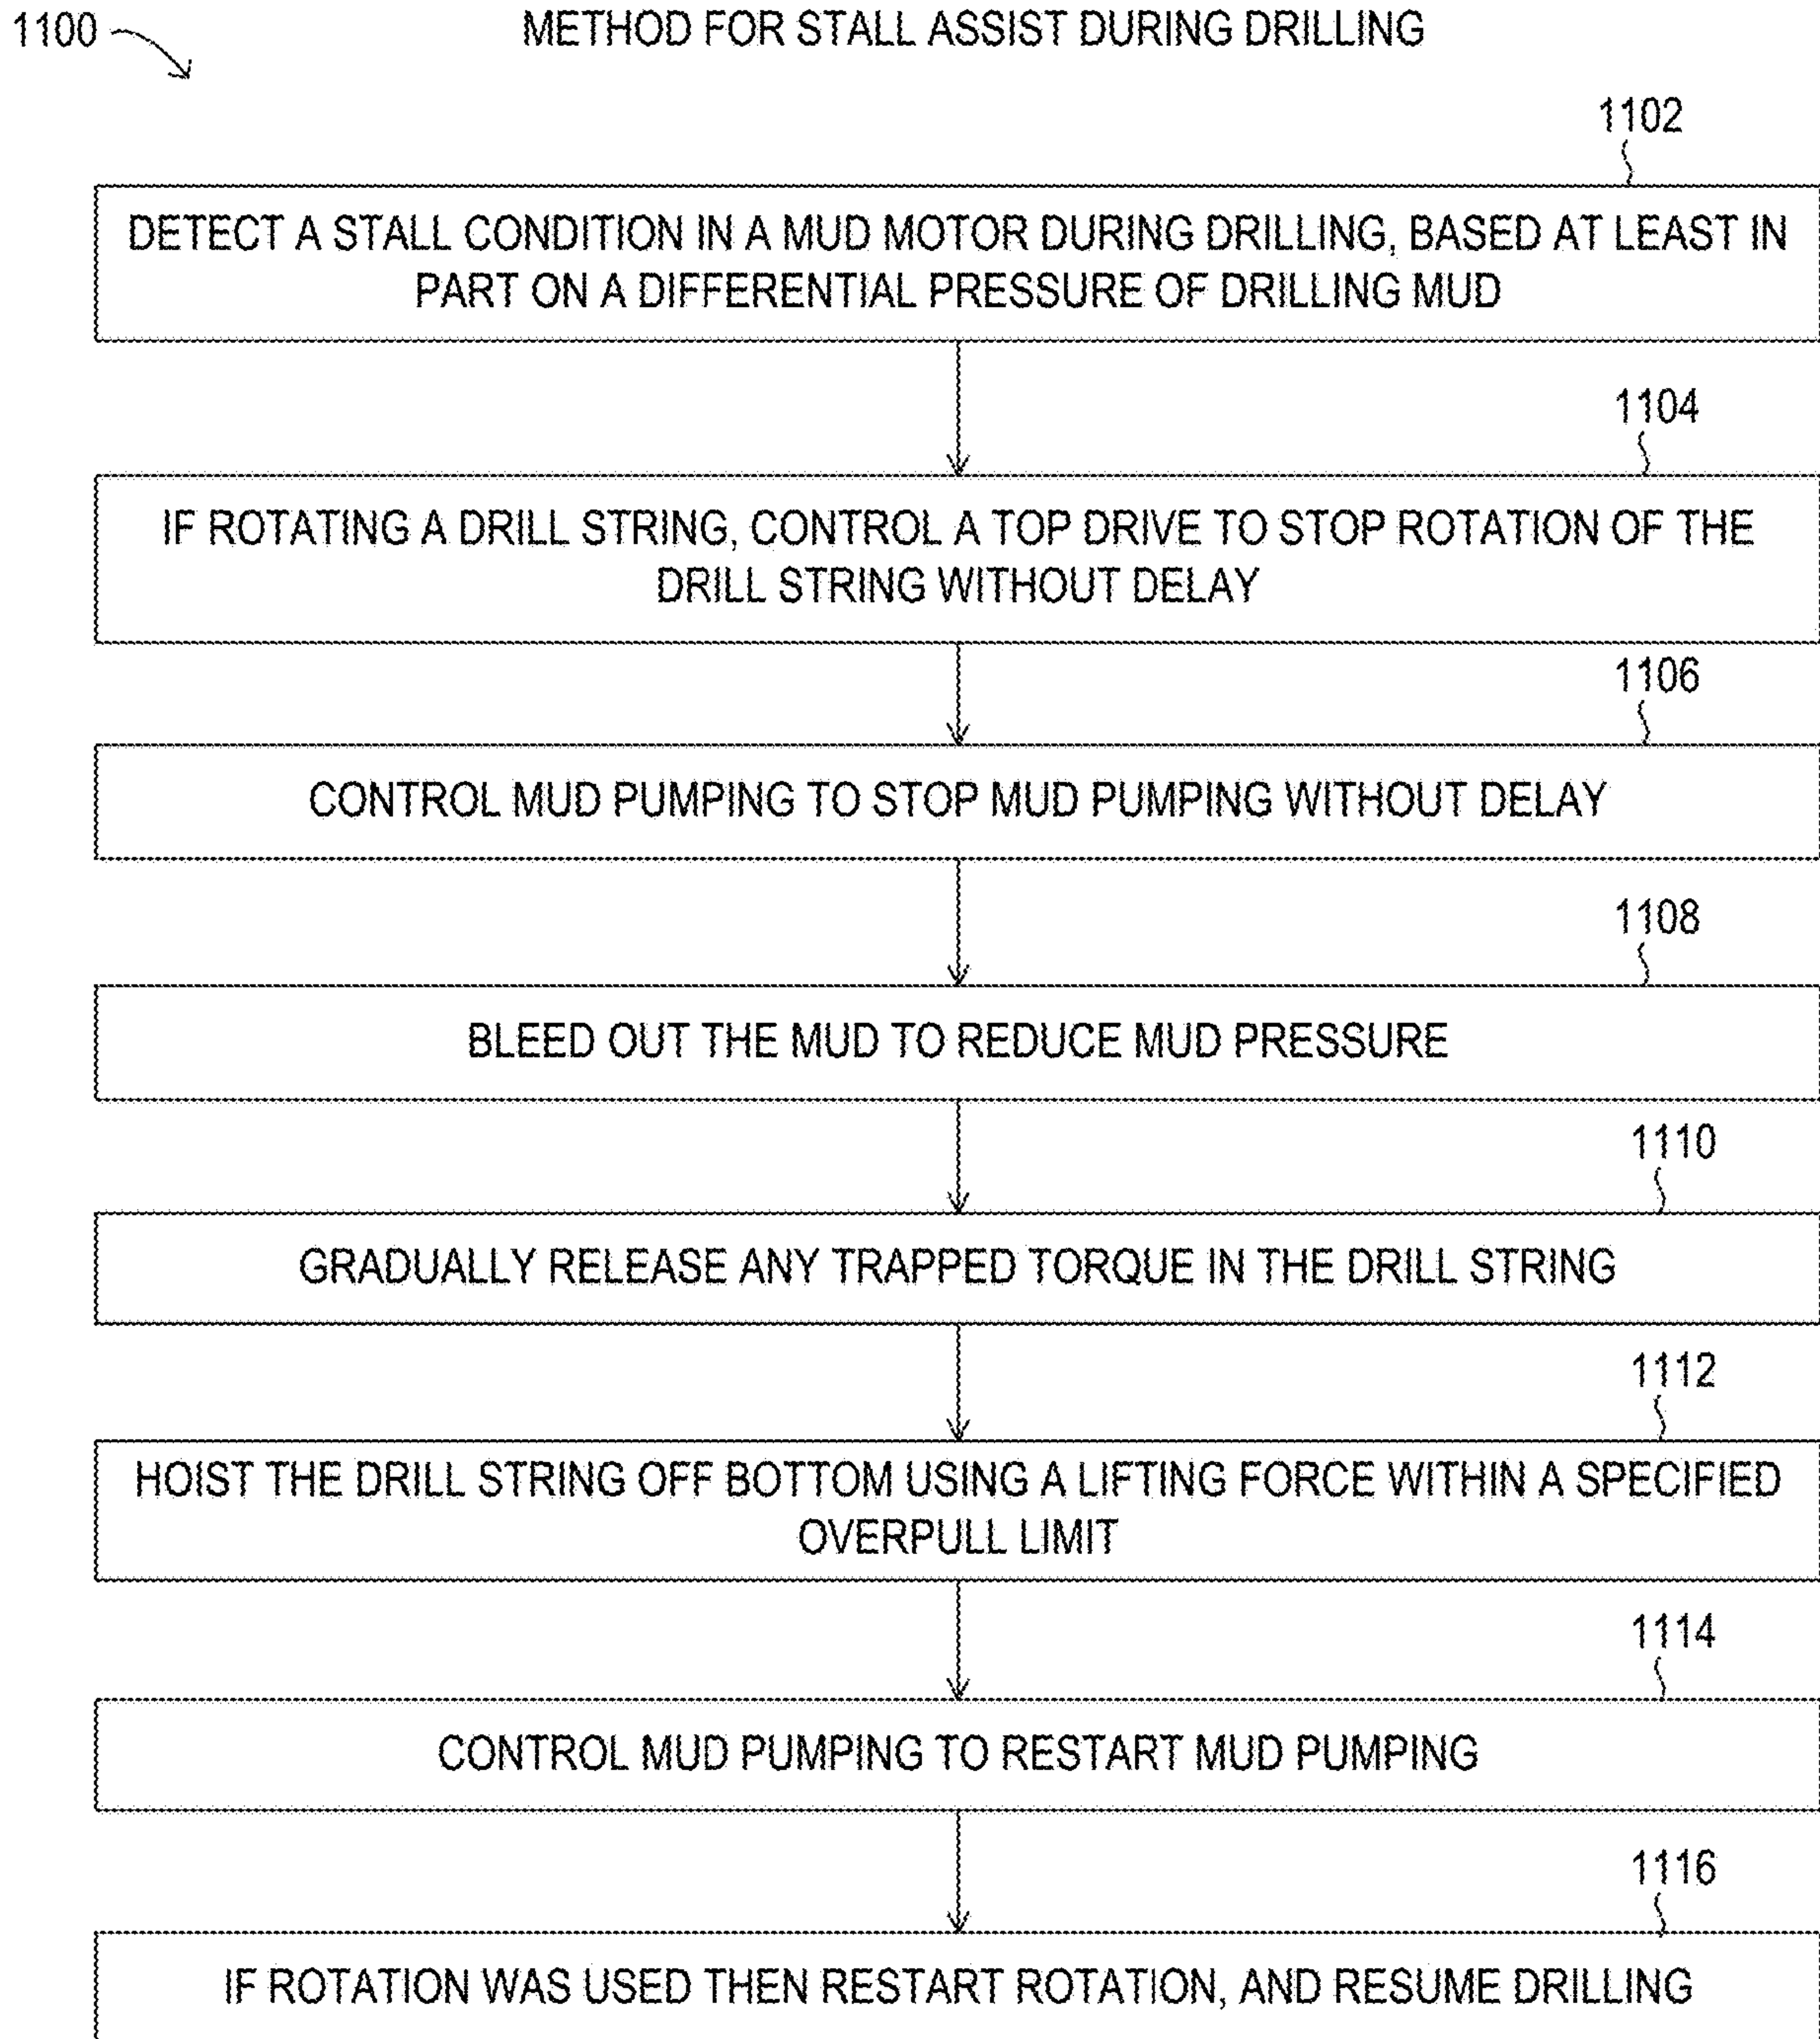 1100
METHOD FOR STALL ASSIST DURING DRILLING
1102
DETECT A STALL CONDITION IN A MUD MOTOR DURING DRILLING, BASED AT LEAST IN
PART ON A DIFFERENTIAL PRESSURE OF DRILLING MUD
1104
IF ROTATING A DRILL STRING, CONTROL A TOP DRIVE TO STOP ROTATION OF THE
DRILL STRING WITHOUT DELAY
1106
CONTROL MUD PUMPING TO STOP MUD PUMPING WITHOUT DELAY
1108
BLEED OUT THE MUD TO REDUCE MUD PRESSURE
1110
GRADUALLY RELEASE ANY TRAPPED TORQUE IN THE DRILL STRING
1112
HOIST THE DRILL STRING OFF BOTTOM USING A LIFTING FORCE WITHIN A SPECIFIED
OVERPULL LIMIT
1114
CONTROL MUD PUMPING TO RESTART MUD PUMPING
1116
IF ROTATION WAS USED THEN RESTART ROTATION, AND RESUME DRILLING